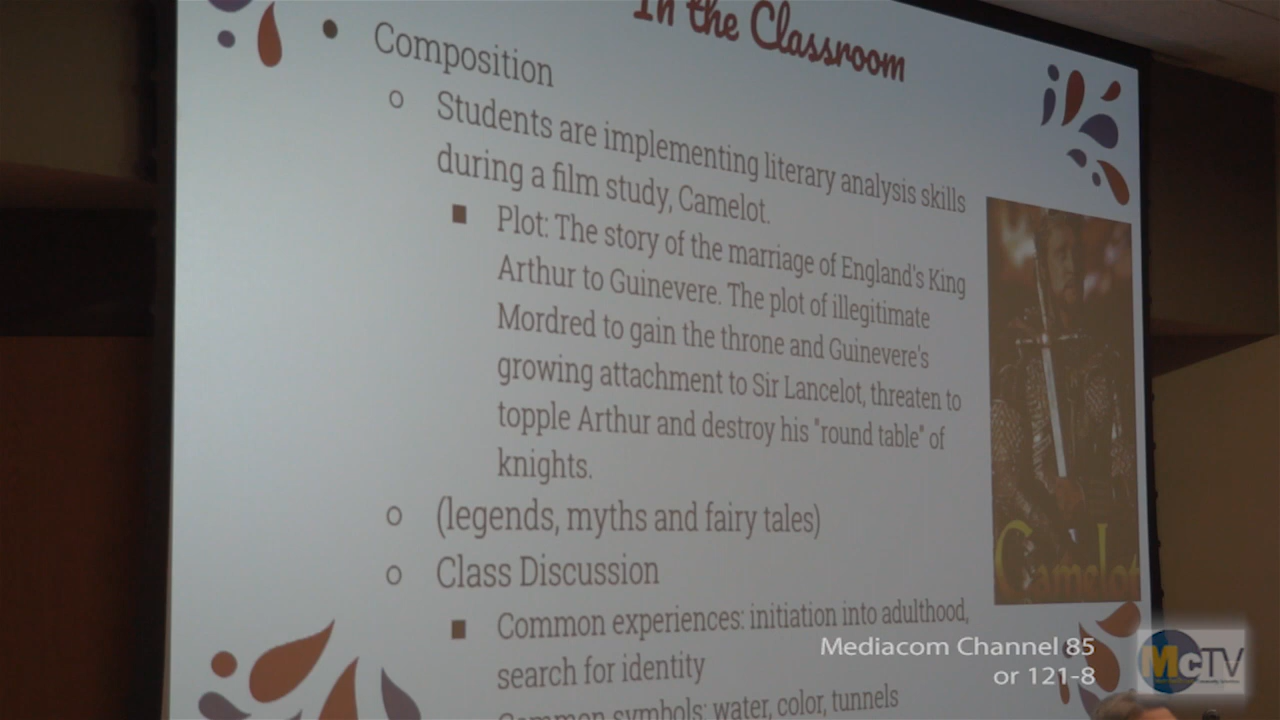 In the Classroom
Composition
Students are implementing literary analysis skills
during a film study, Camelot.
Plot: The story of the marriage of England's King
Arthur to Guinevere. The plot of illegitimate
Mordred to gain the throne and Guinevere's
growing attachment to Sir Lancelot, threaten to
topple Arthur and destroy his "round table" of
knights.
(legends, myths and fairy tales)
Class Discussion
Common experiences: initiation into adulthood,
search for identity
Common symbols: water, color, tunnels
Camelot
Mediacom Channel 85
or 121-8
McTV